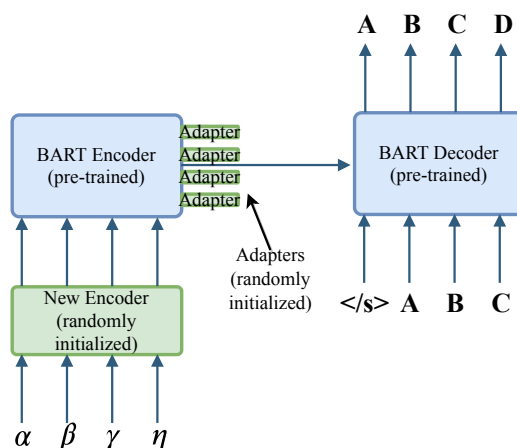 A B C D
Adapter
Adapter
Adapter
Adapter
BART Encoder
(pre-trained)
BART Decoder
(pre-trained)
Adapters
(randomly
initialized)
</s> A B C
New Encoder
(randomly
initialized)
α β γ η